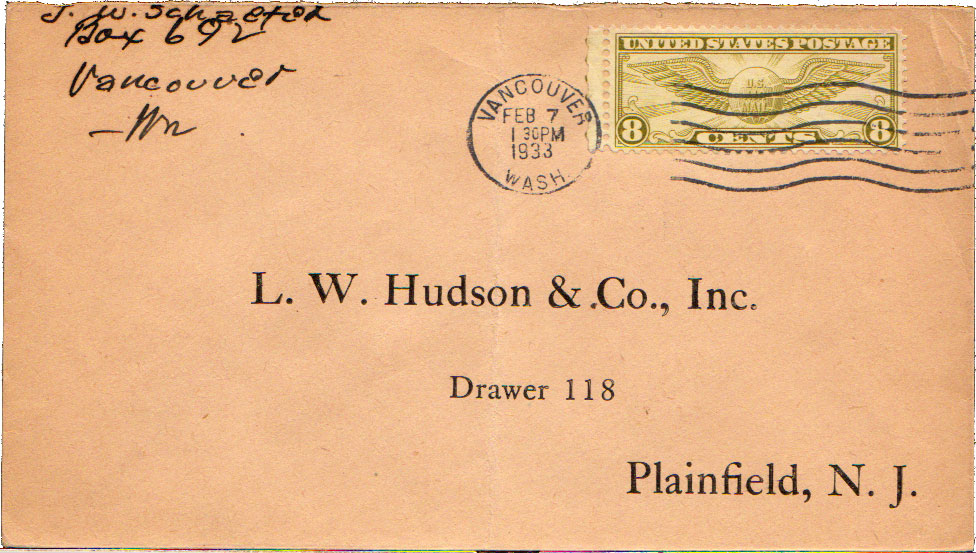 J. W. Schaefer
Box 692
Vancouver
— Wn
UNITED STATES POSTAGE
U.S.
MAIL
8 CENTS 8
VANCOUVER
FEB 7
1 30PM
1933
WASH.
L. W. Hudson & Co., Inc.
Drawer 118
Plainfield, N. J.